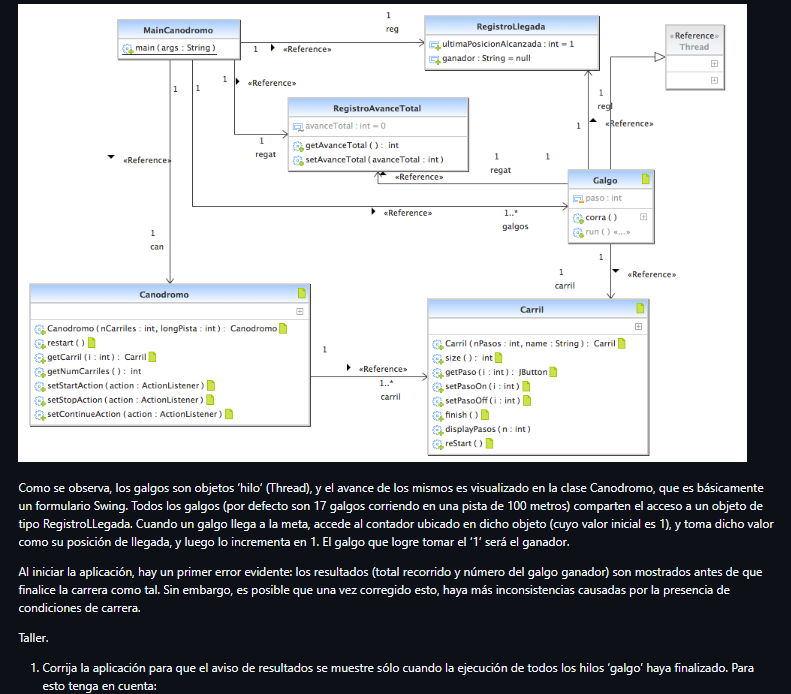 MainCanodromo
main (args : String)
1
reg
1
«Reference»
RegistroLlegada
ultimaPosicionAlcanzada : int = 1
ganador : String = null
«Reference»
Thread
1
1
1
«Reference»
RegistroAvanceTotal
avanceTotal : int = 0
getAvanceTotal ( ) : int
setAvanceTotal ( avanceTotal : int )
1
regat
1
regl
1
«Reference»
«Reference»
1
regat
1
«Reference»
Galgo
paso : int
corra ( )
run ( ) «...»
«Reference»
1..*
galgos
1
can
1
«Reference»
1
carril
Canodromo
Canodromo (nCarriles : int, longPista : int) : Canodromo
restart ( )
getCarril (i : int) : Carril
getNumCarriles ( ) : int
setStartAction (action : ActionListener )
setStopAction (action : ActionListener )
setContinueAction (action : ActionListener )
1
«Reference»
1..*
carril
Carril
Carril (nPasos : int, name : String ) : Carril
size ( ) : int
getPaso (i : int ) : JButton
setPasoOn (i : int )
setPasoOff (i : int )
finish ( )
displayPasos (n : int)
reStart ( )
Como se observa, los galgos son objetos ‘hilo’ (Thread), y el avance de los mismos es visualizado en la clase Canodromo, que es básicamente
un formulario Swing. Todos los galgos (por defecto son 17 galgos corriendo en una pista de 100 metros) comparten el acceso a un objeto de
tipo RegistroLLegada. Cuando un galgo llega a la meta, accede al contador ubicado en dicho objeto (cuyo valor inicial es 1), y toma dicho valor
como su posición de llegada, y luego lo incrementa en 1. El galgo que logre tomar el ‘1’ será el ganador.
Al iniciar la aplicación, hay un primer error evidente: los resultados (total recorrido y número del galgo ganador) son mostrados antes de que
finalice la carrera como tal. Sin embargo, es posible que una vez corregido esto, haya más inconsistencias causadas por la presencia de
condiciones de carrera.
Taller.
1. Corrija la aplicación para que el aviso de resultados se muestre sólo cuando la ejecución de todos los hilos ‘galgo’ haya finalizado. Para
esto tenga en cuenta: